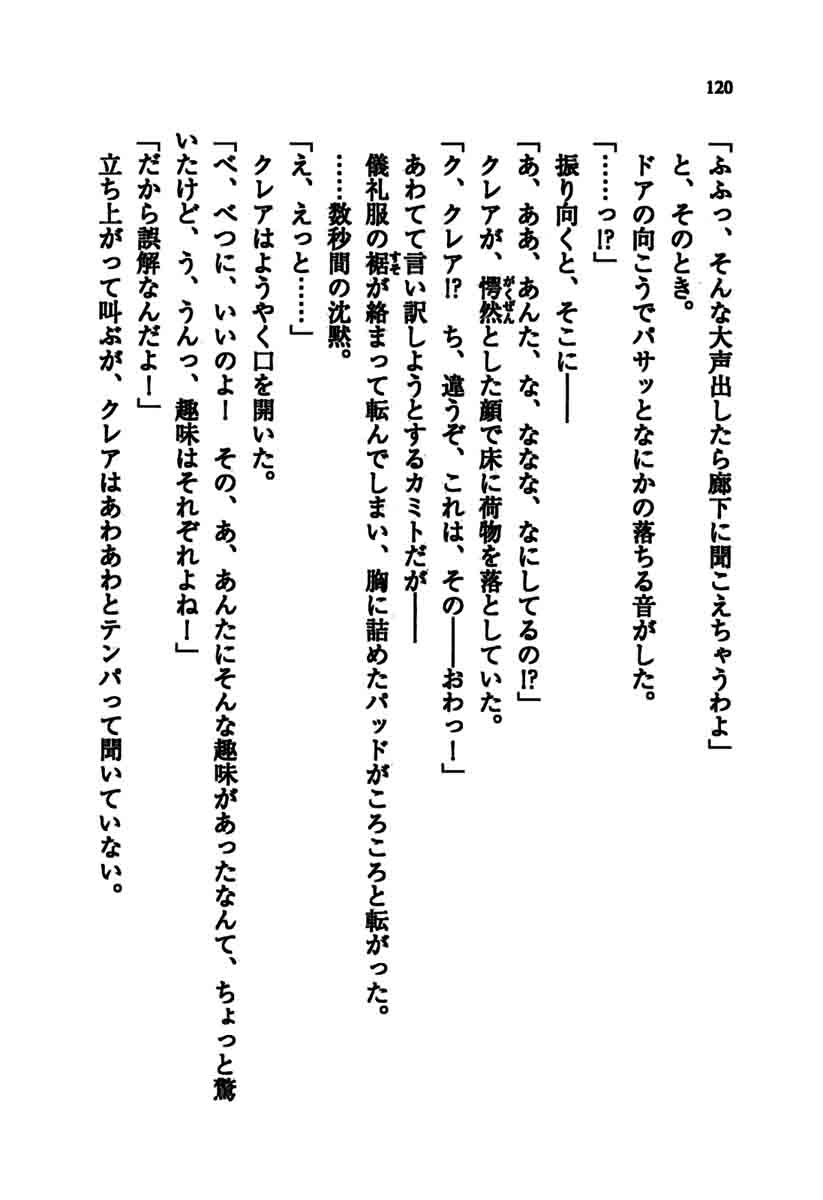 120
「ふふっ、そんな大声出したら廊下に聞こえちゃうわよ」
と、そのとき。
ドアの向こうでバサッとなにかの落ちる音がした。
「……っ!?」
振り向くと、そこに――
「あ、ああ、あんた、な、ななな、なにしてるの!?」
クレアが、愕然とした顔で床に荷物を落としていた。
がくぜん
「ク、クレア!?　ち、違うぞ、これは、その――おわっ！」
あわてて言い訳しようとするカミトだが――
儀礼服の裾が絡まって転んでしまい、胸に詰めたパッドがころころと転がった。
すそ
……数秒間の沈黙。
「え、えっと……」
クレアはようやく口を開いた。
「べ、べつに、いいのよ！　その、あ、あんたにそんな趣味があったなんて、ちょっと驚
いたけど、う、うんっ、趣味はそれぞれよね！」
「だから誤解なんだよ！」
立ち上がって叫ぶが、クレアはあわあわとテンパって聞いていない。